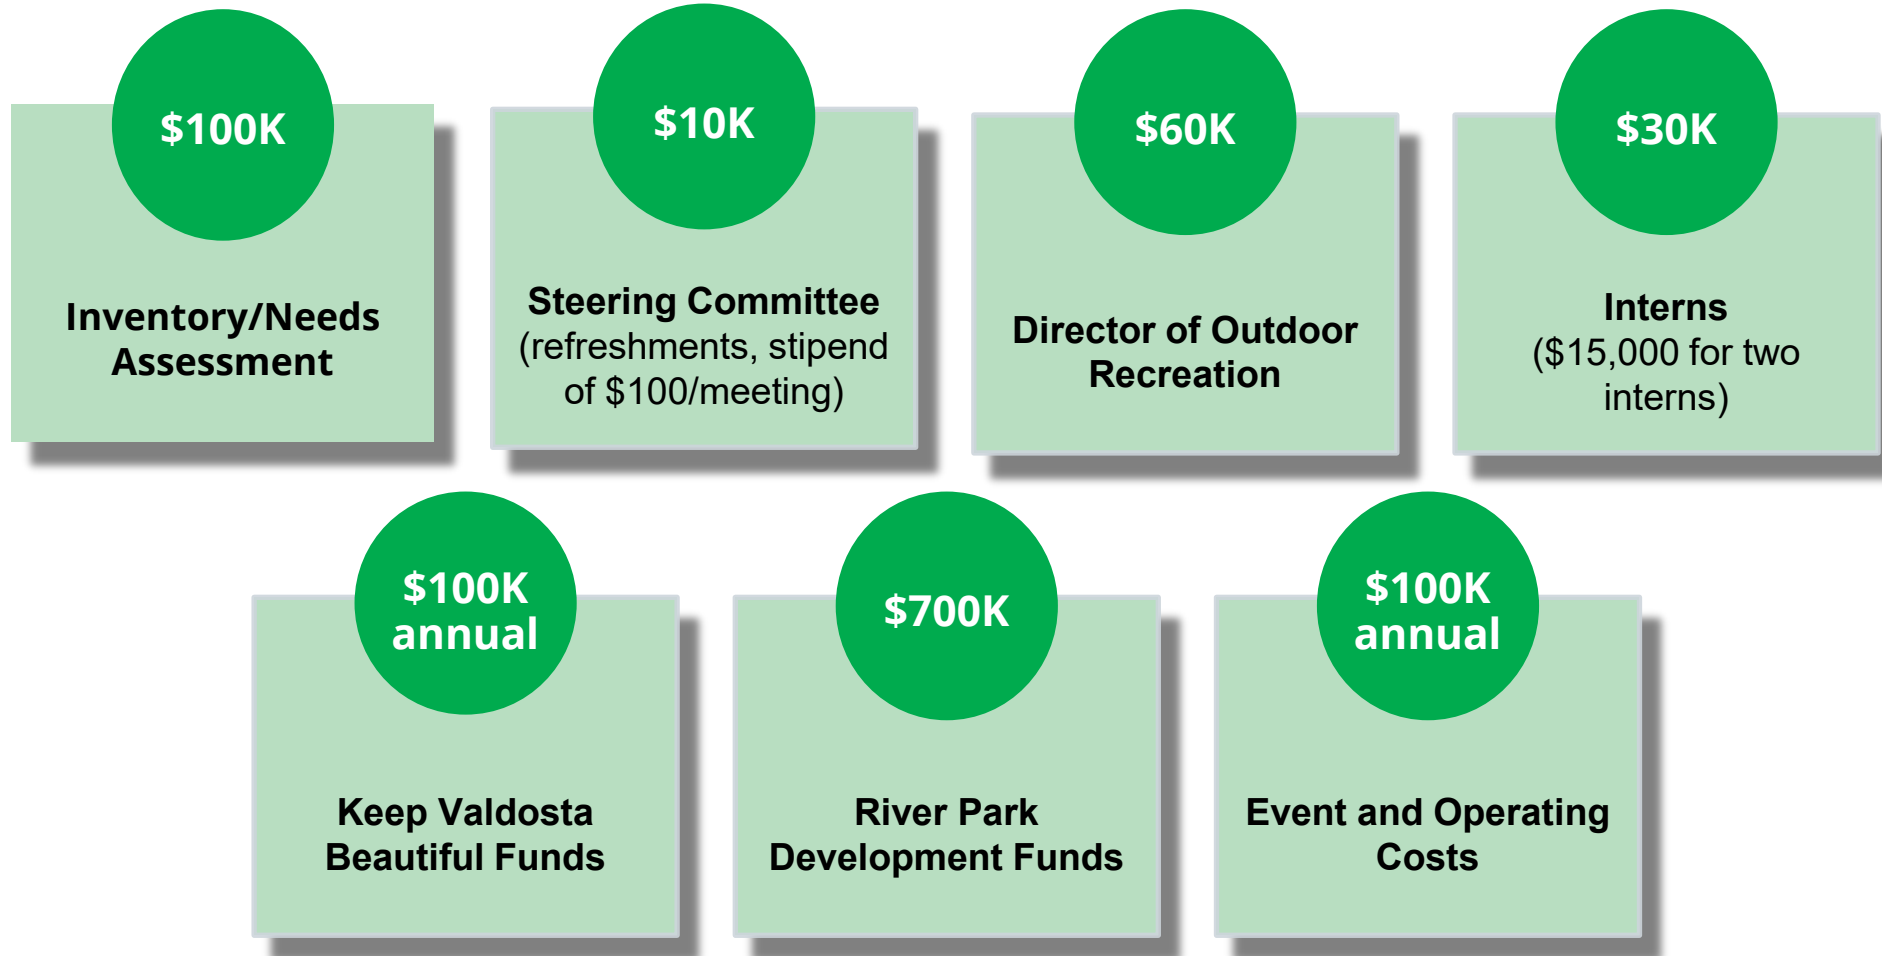 $100K
Inventory/Needs
Assessment
$10K
Steering Committee
(refreshments, stipend
of $100/meeting)
$60K
Director of Outdoor
Recreation
$30K
Interns
($15,000 for two
interns)
$100K
annual
Keep Valdosta
Beautiful Funds
$700K
River Park
Development Funds
$100K
annual
Event and Operating
Costs